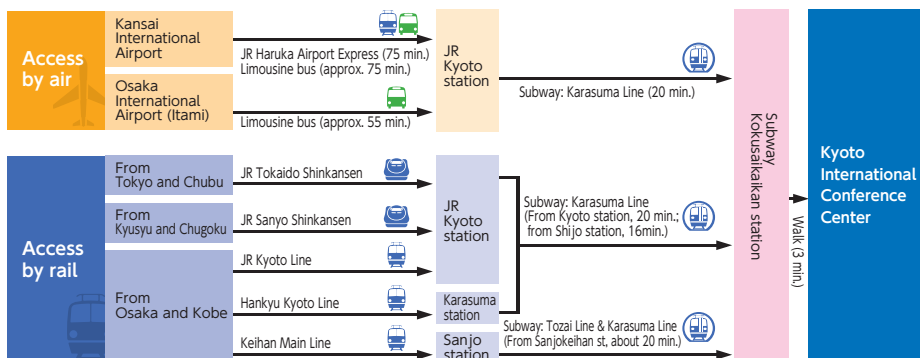 Access
by air
Kansai
International
Airport
JR Haruka Airport Express (75 min.)
Limousine bus (approx. 75 min.)
Osaka
International
Airport (Itami)
Limousine bus (approx. 55 min.)
JR
Kyoto
station
Subway: Karasuma Line (20 min.)
Access
by rail
From
Tokyo and Chubu
JR Tokaido Shinkansen
From
Kyusyu and Chugoku
JR Sanyo Shinkansen
From
Osaka and Kobe
JR Kyoto Line
Hankyu Kyoto Line
Keihan Main Line
JR
Kyoto
station
Karasuma
station
Sanjo
station
Subway: Karasuma Line
(From Kyoto station, 20 min.;
from Shijo station, 16min.)
Subway: Tozai Line & Karasuma Line
(From Sanjokeihan st, about 20 min.)
Subway
Kokusaikaikan station
Walk (3 min.)
Kyoto
International
Conference
Center